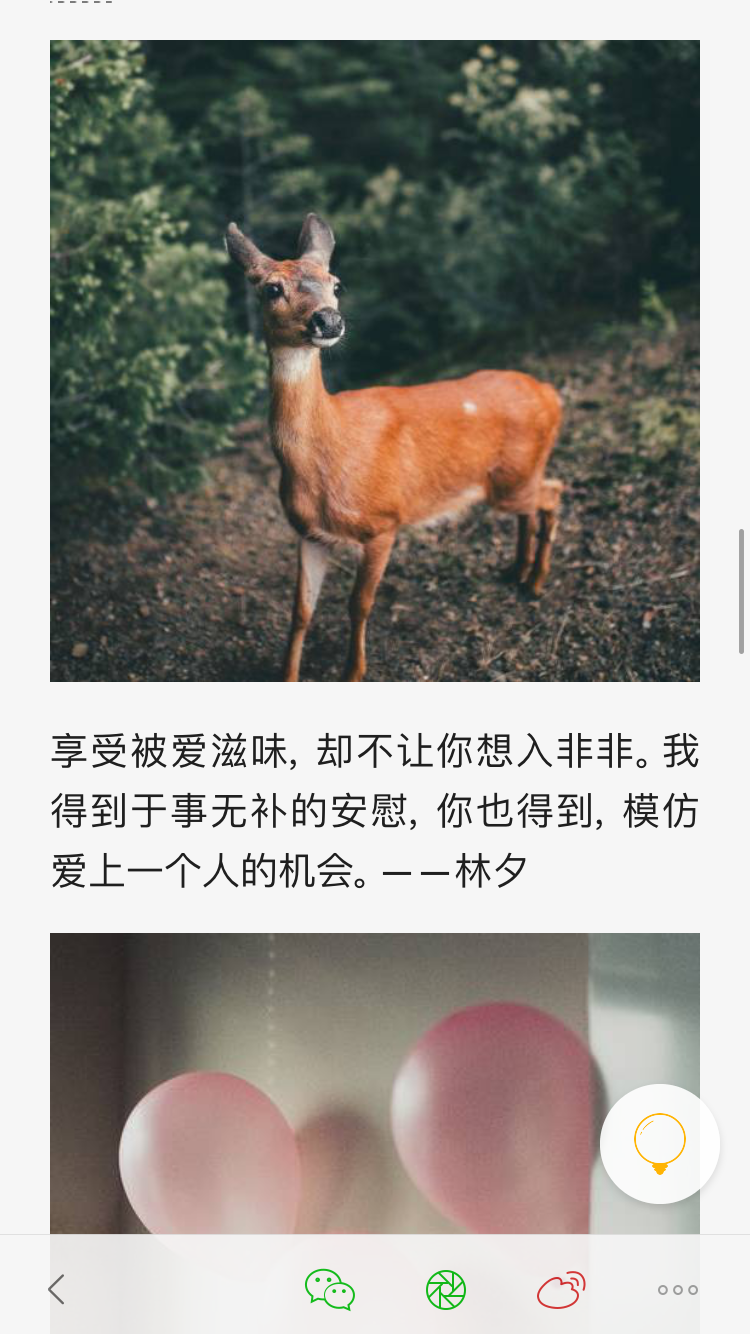 享受被爱滋味, 却不让你想入非非。我
得到于事无补的安慰, 你也得到, 模仿
爱上一个人的机会。——林夕